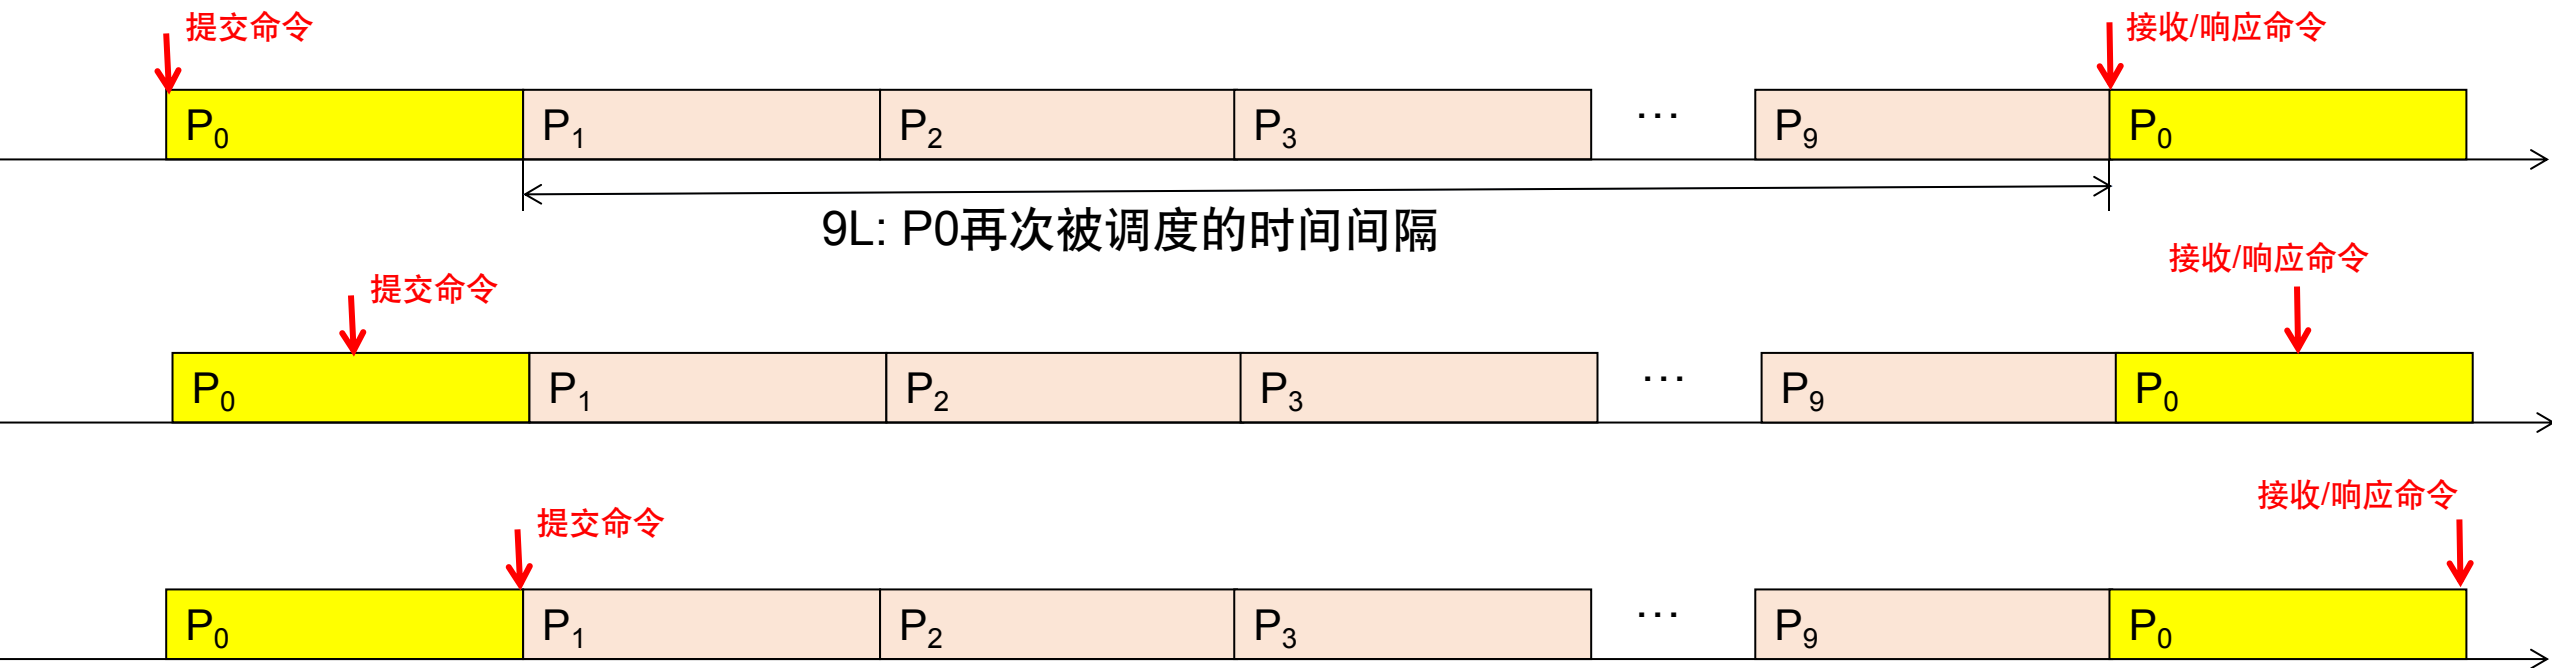 提交命令 接收/响应命令
P₀ P₁ P₂ P₃ … P₉ P₀
9L: P0再次被调度的时间间隔
接收/响应命令
提交命令
P₀ P₁ P₂ P₃ … P₉ P₀
接收/响应命令
提交命令
P₀ P₁ P₂ P₃ … P₉ P₀